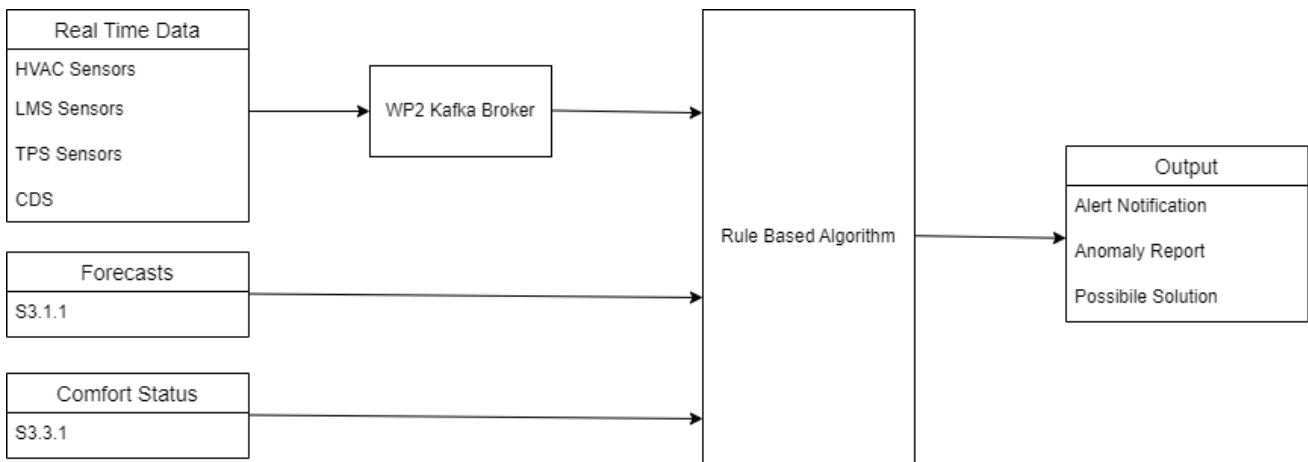 Real Time Data
HVAC Sensors
LMS Sensors
TPS Sensors
CDS
WP2 Kafka Broker
Forecasts
S3.1.1
Comfort Status
S3.3.1
Rule Based Algorithm
Output
Alert Notification
Anomaly Report
Possibile Solution